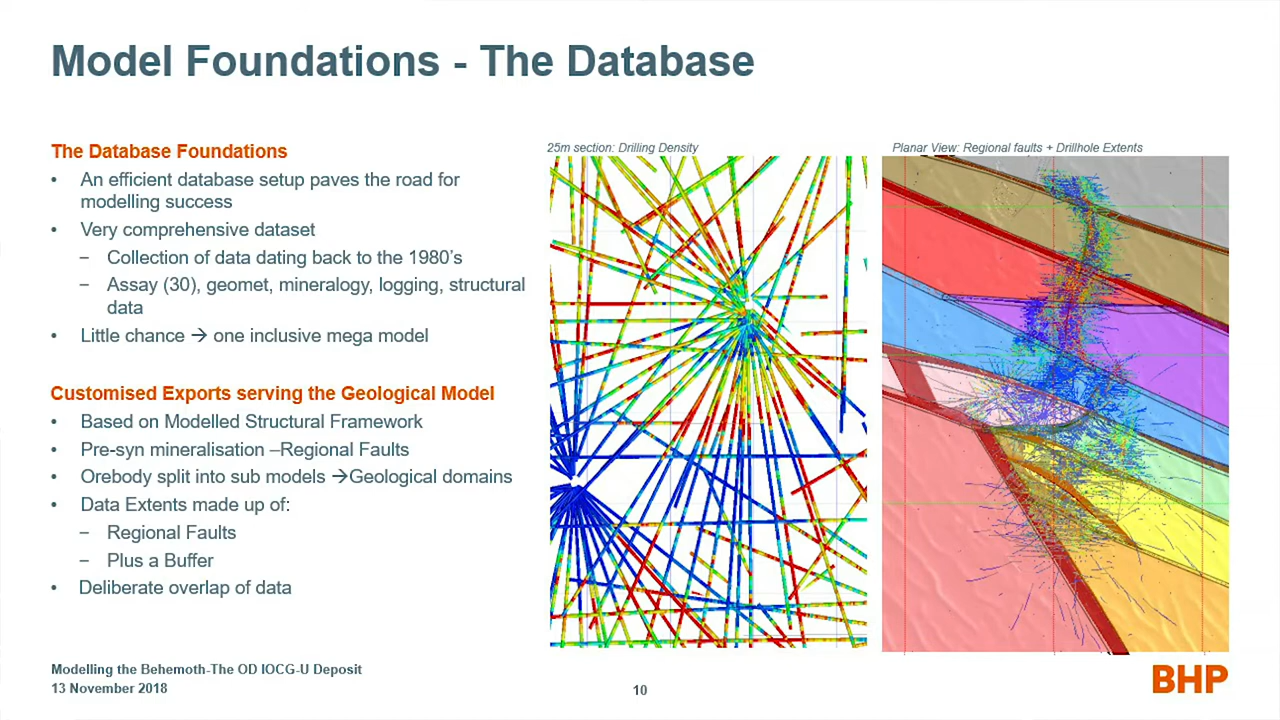 Model Foundations - The Database
The Database Foundations
• An efficient database setup paves the road for
modelling success
• Very comprehensive dataset
− Collection of data dating back to the 1980’s
− Assay (30), geomet, mineralogy, logging, structural
data
• Little chance → one inclusive mega model
Customised Exports serving the Geological Model
• Based on Modelled Structural Framework
• Pre-syn mineralisation –Regional Faults
• Orebody split into sub models →Geological domains
• Data Extents made up of:
− Regional Faults
− Plus a Buffer
• Deliberate overlap of data
25m section: Drilling Density
Planar View: Regional faults + Drillhole Extents
Modelling the Behemoth-The OD IOCG-U Deposit
13 November 2018
10
BHP